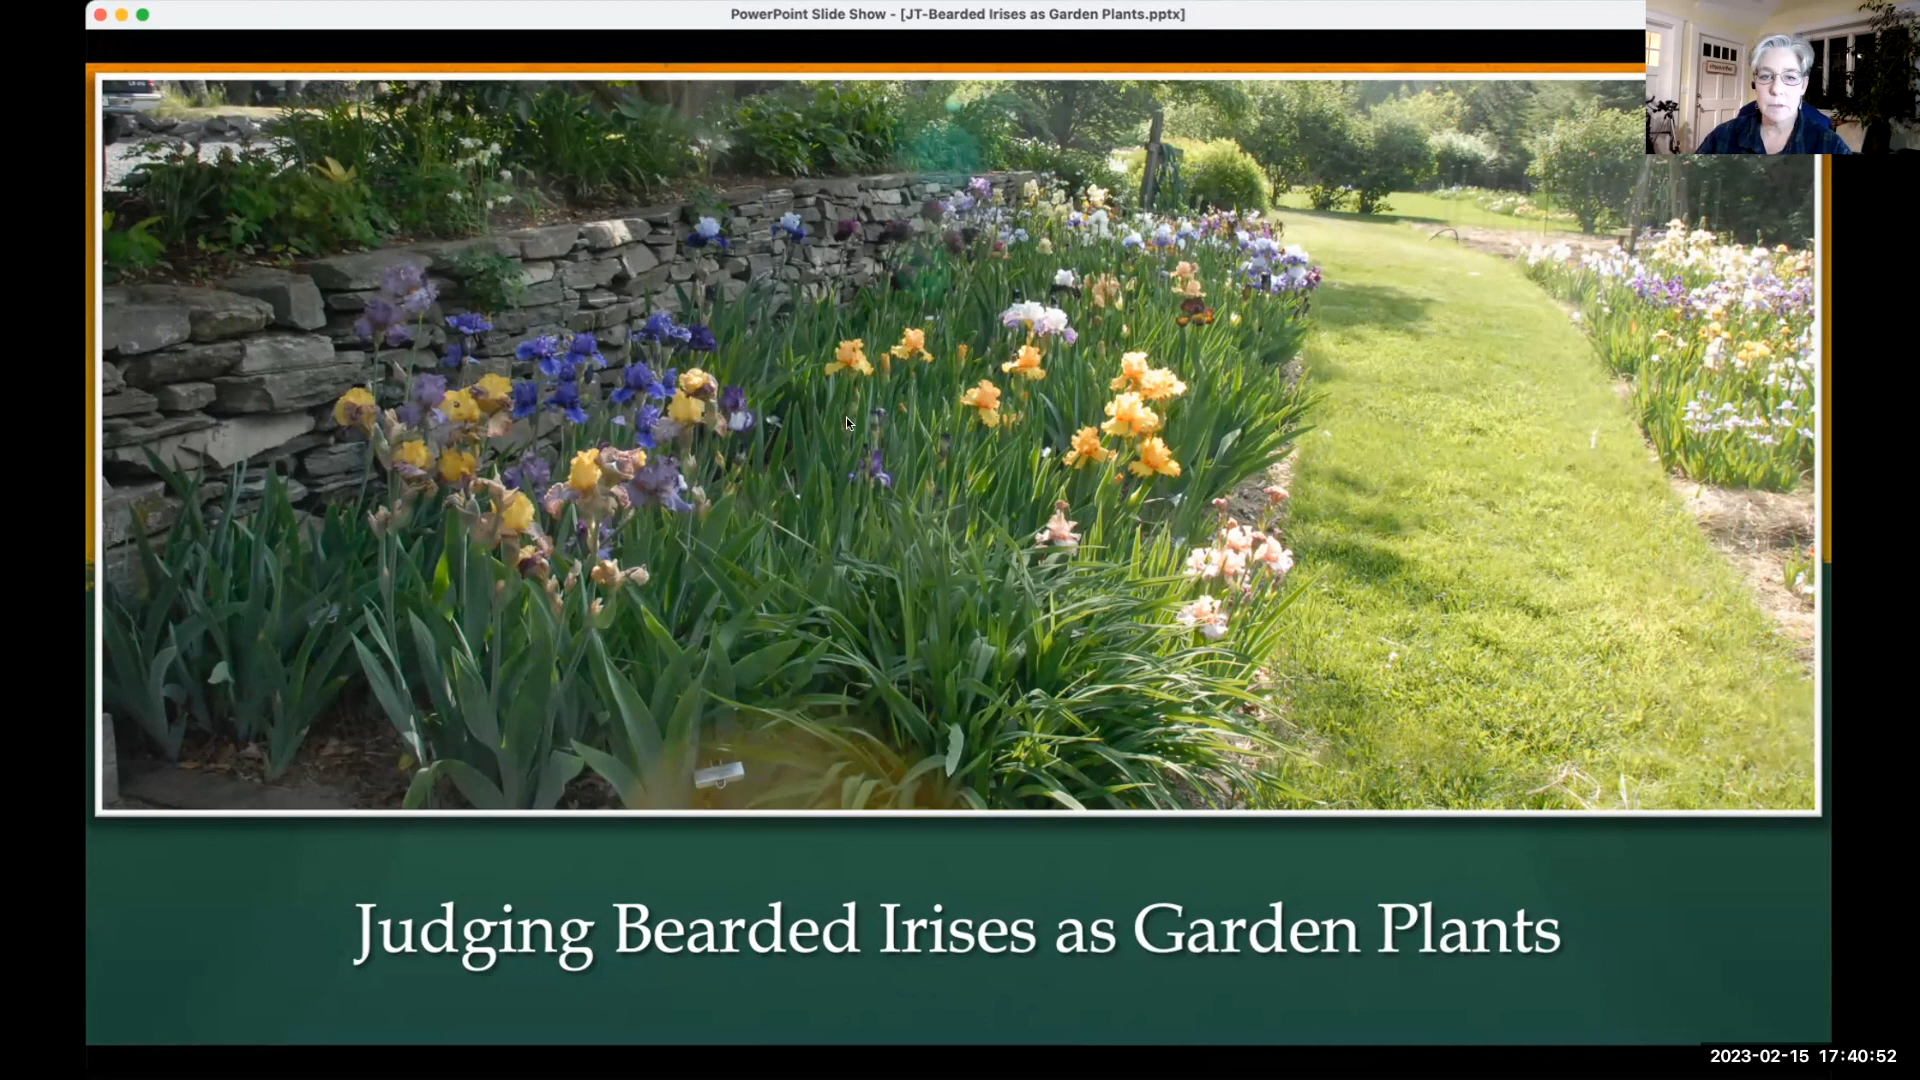 PowerPoint Slide Show - [JT-Bearded Irises as Garden Plants.pptx]
Judging Bearded Irises as Garden Plants
2023-02-15 17:40:52